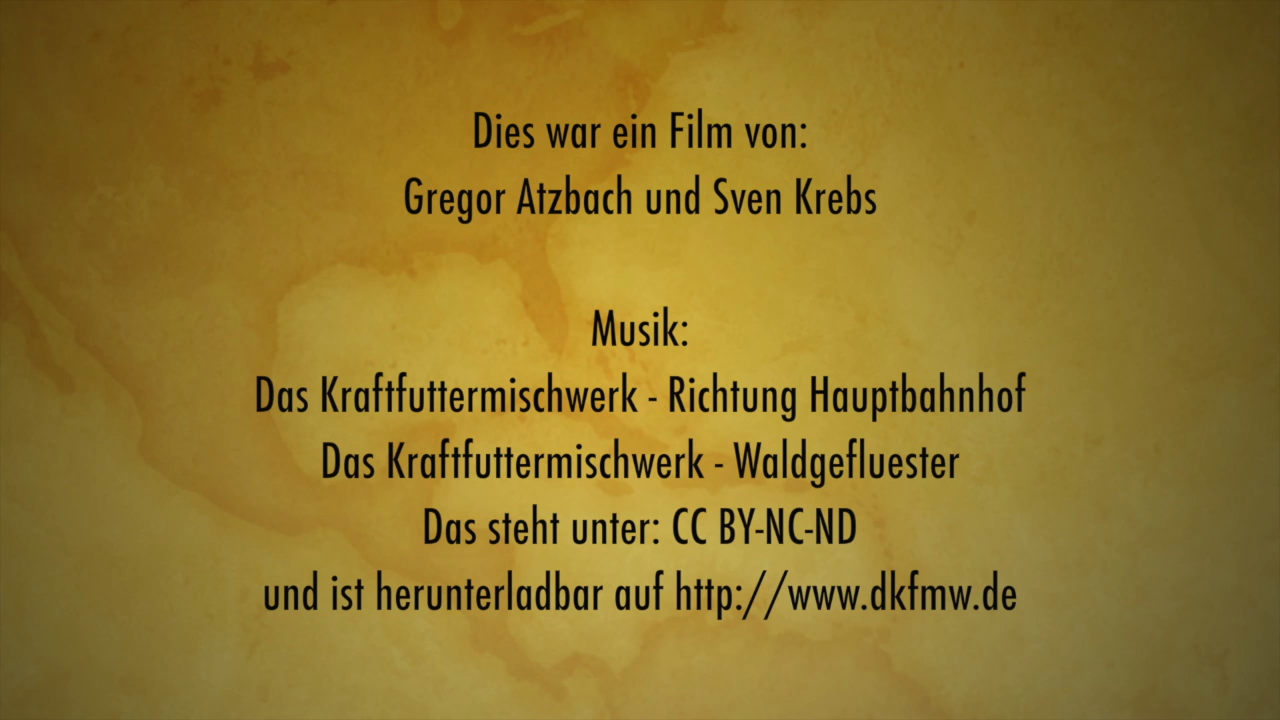 Dies war ein Film von:
Gregor Atzbach und Sven Krebs
Musik:
Das Kraftfuttermischwerk - Richtung Hauptbahnhof
Das Kraftfuttermischwerk - Waldgefluester
Das steht unter: CC BY-NC-ND
und ist herunterladbar auf http://www.dkfmw.de